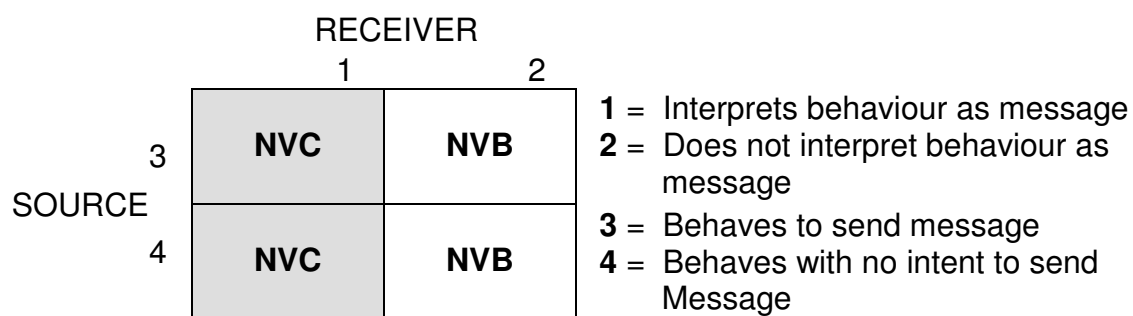 RECEIVER
1 2
3 NVC NVB
SOURCE
4 NVC NVB
1 = Interprets behaviour as message
2 = Does not interpret behaviour as
message
3 = Behaves to send message
4 = Behaves with no intent to send
Message